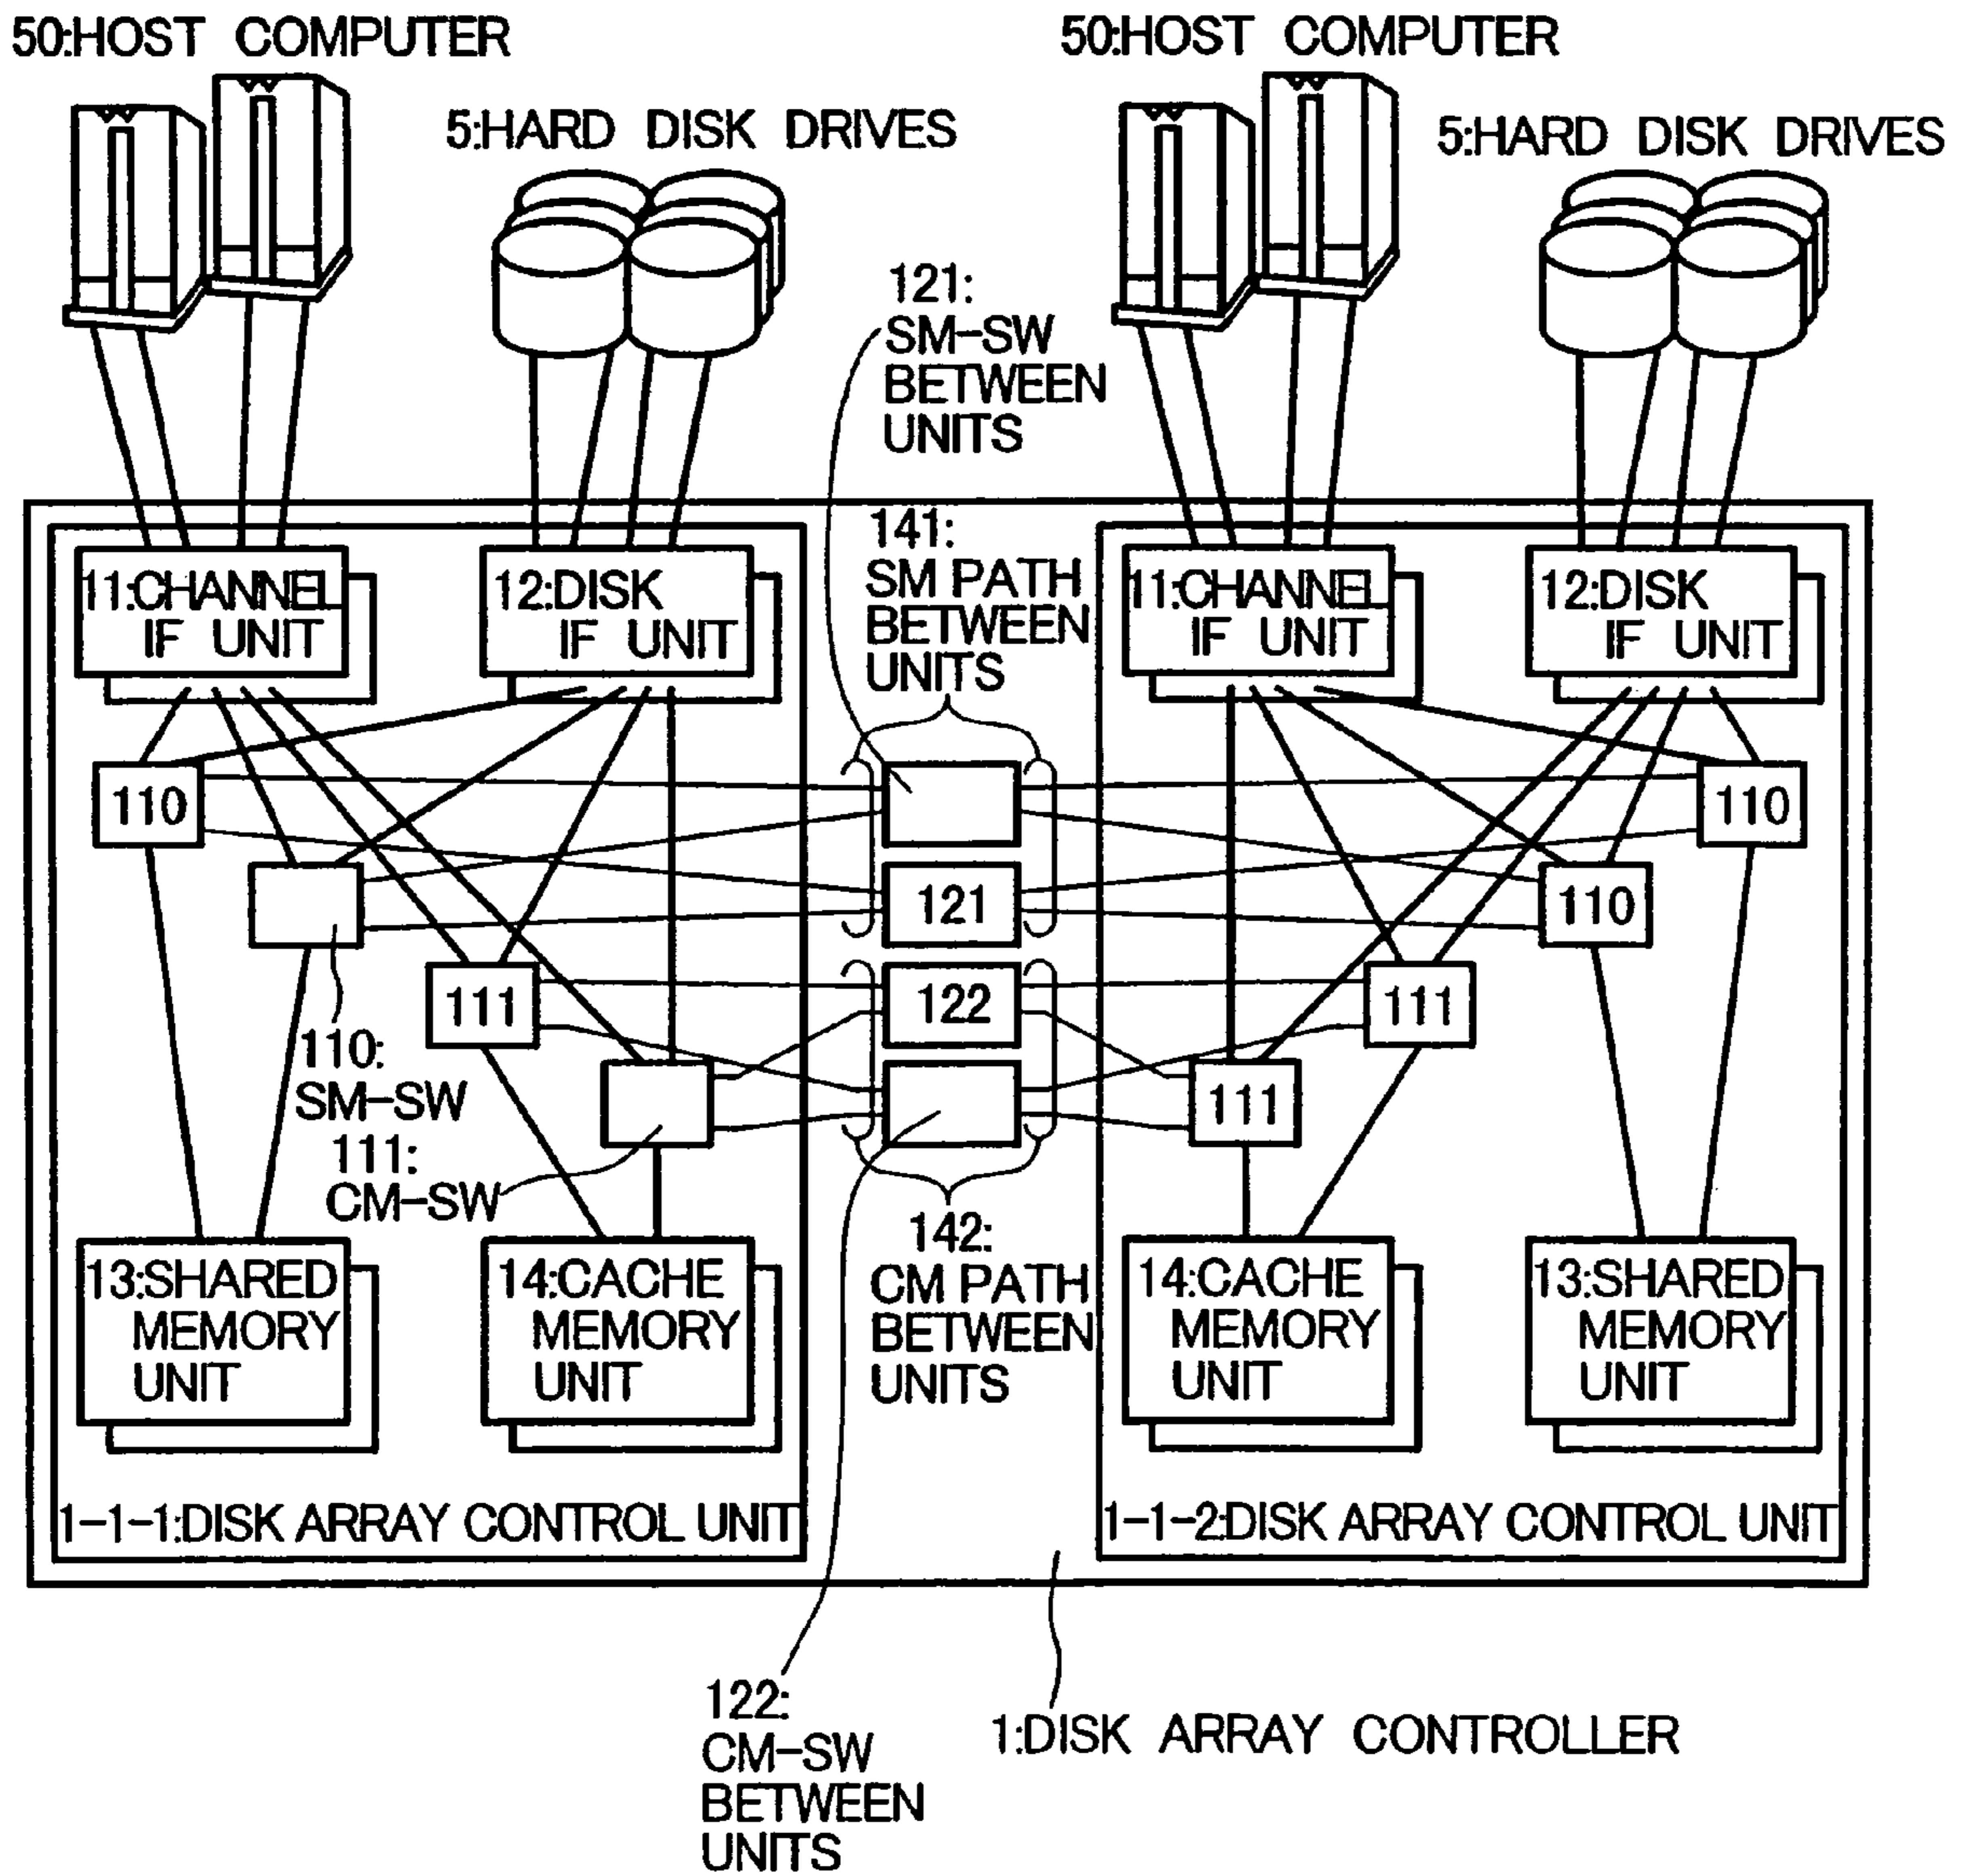 50:HOST COMPUTER
50:HOST COMPUTER
5:HARD DISK DRIVES
5:HARD DISK DRIVES
121:
SM-SW
BETWEEN
UNITS
141:
SM PATH
BETWEEN
UNITS
11:CHANNEL
IF UNIT
12:DISK
IF UNIT
11:CHANNEL
IF UNIT
12:DISK
IF UNIT
110
110
121
110
111
122
111
110:
SM-SW
111
111:
CM-SW
142:
CM PATH
BETWEEN
UNITS
13:SHARED
MEMORY
UNIT
14:CACHE
MEMORY
UNIT
14:CACHE
MEMORY
UNIT
13:SHARED
MEMORY
UNIT
1-1-1:DISK ARRAY CONTROL UNIT
1-1-2:DISK ARRAY CONTROL UNIT
122:
CM-SW
BETWEEN
UNITS
1:DISK ARRAY CONTROLLER